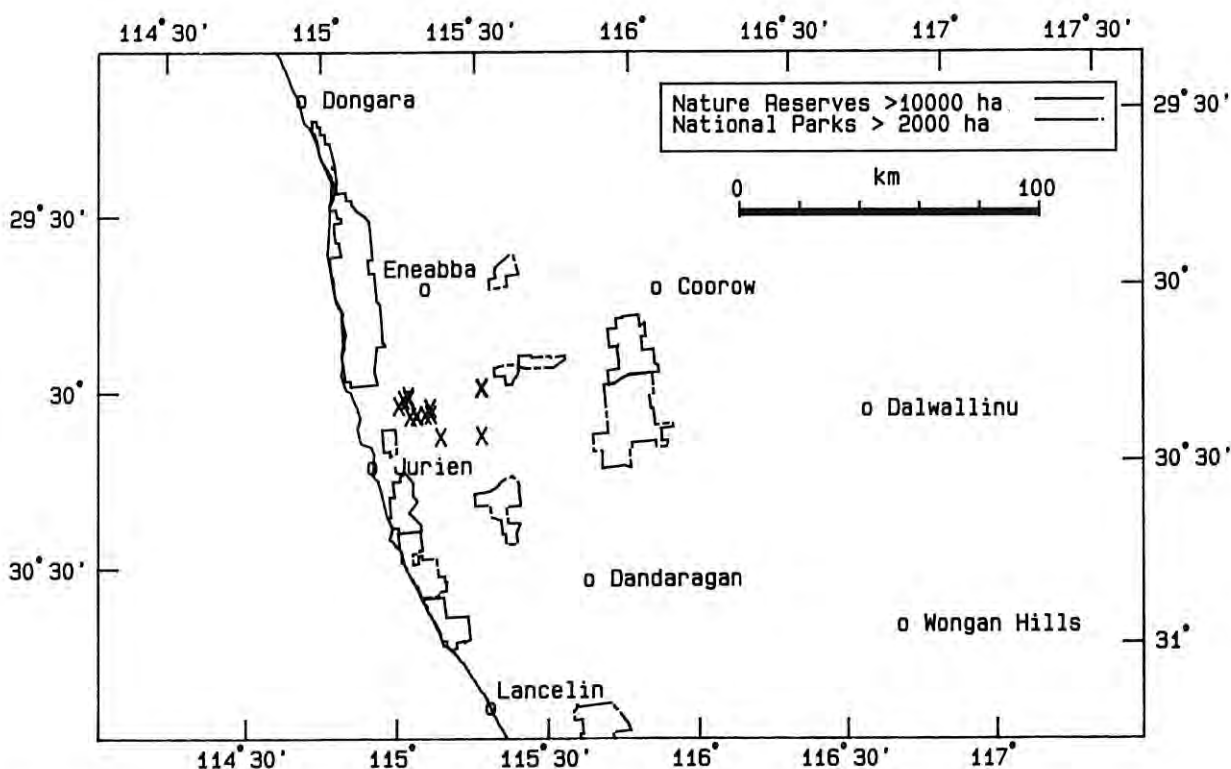 114°30' 115° 115°30' 116° 116°30' 117° 117°30'
Dongara
Nature Reserves >10000 ha
National Parks > 2000 ha
29°30'
0 km 100
29°30'
Eneabba
Coorow
30°
30°
Dalwallinu
Jurien
30°30'
30°30'
Dandaragan
Wongan Hills
31°
Lancelin
114°30' 115° 115°30' 116° 116°30' 117°